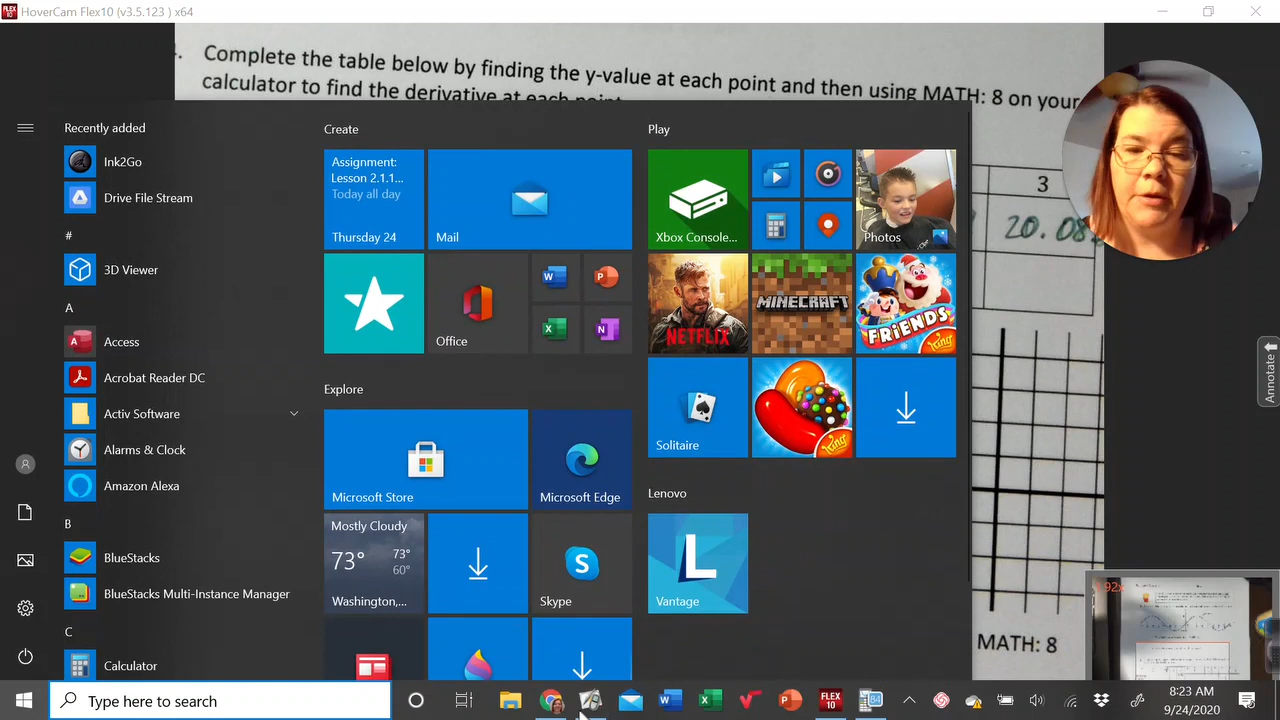 HoverCam Flex10 (v3.5.123 ) x64
Complete the table below by finding the y-value at each point and then using MATH: 8 on your
calculator to find the derivative at each point
3
20.08
Recently added
Ink2Go
Drive File Stream
#
3D Viewer
A
Access
Acrobat Reader DC
Activ Software
Alarms & Clock
Amazon Alexa
B
BlueStacks
BlueStacks Multi-Instance Manager
C
Calculator
Create
Assignment:
Lesson 2.1.1...
Today all day
Thursday 24
Mail
Office
Explore
Microsoft Store
Microsoft Edge
Mostly Cloudy
73°
73°
60°
Washington,...
Skype
Play
Xbox Console...
Photos
NETFLIX
MINECRAFT
FRIENDS
King
Solitaire
King
Lenovo
L
Vantage
Annotate
MATH: 8
Type here to search
FLEX
10
84
8:23 AM
9/24/2020